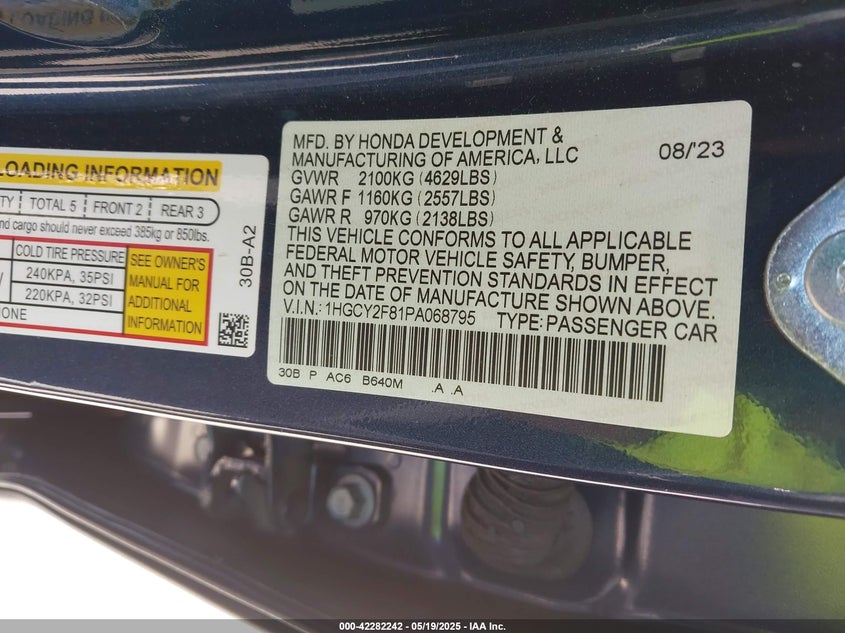 LOADING INFORMATION
TOTAL 5 FRONT 2 REAR 3
and cargo should never exceed 385kg or 850lbs.
COLD TIRE PRESSURE
240KPA, 35PSI
220KPA, 32PSI
SEE OWNER'S
MANUAL FOR
ADDITIONAL
INFORMATION
30B-A2
MFD. BY HONDA DEVELOPMENT &
MANUFACTURING OF AMERICA, LLC 08/'23
GVWR 2100KG (4629LBS)
GAWR F 1160KG (2557LBS)
GAWR R 970KG (2138LBS)
THIS VEHICLE CONFORMS TO ALL APPLICABLE
FEDERAL MOTOR VEHICLE SAFETY, BUMPER,
AND THEFT PREVENTION STANDARDS IN EFFECT
ON THE DATE OF MANUFACTURE SHOWN ABOVE.
V.I.N.: 1HGCY2F81PA068795 TYPE:PASSENGER CAR
30B P AC6 B640M .A .A
000-42282242 - 05/19/2025 - IAA Inc.